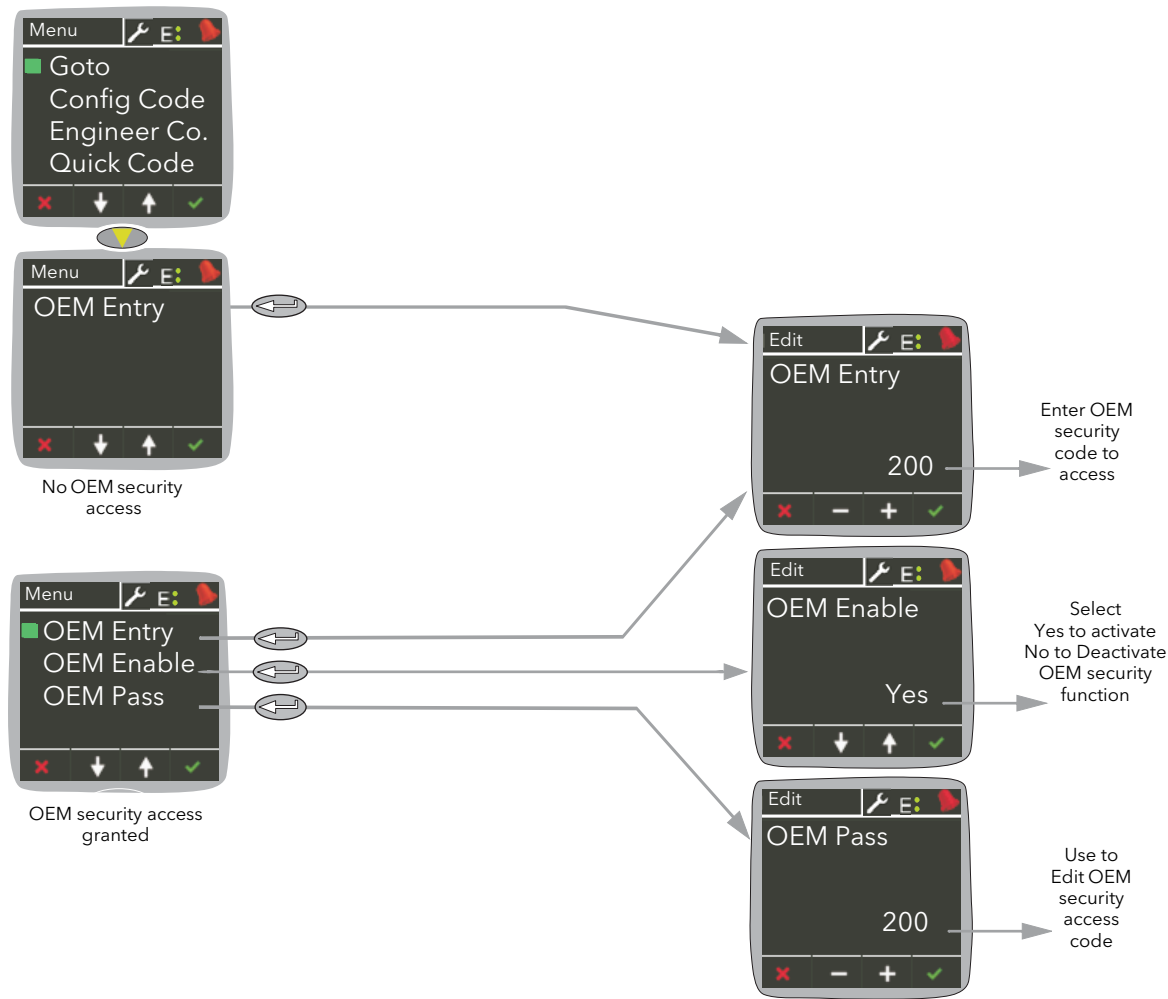 Menu E:
Goto
Config Code
Engineer Co.
Quick Code
Menu E:
OEM Entry
No OEM security
access
Edit E:
OEM Entry
200
Enter OEM
security
code to
access
Menu E:
OEM Entry
OEM Enable
OEM Pass
OEM security access
granted
Edit E:
OEM Enable
Yes
Select
Yes to activate
No to Deactivate
OEM security
function
Edit E:
OEM Pass
200
Use to
Edit OEM
security
access
code